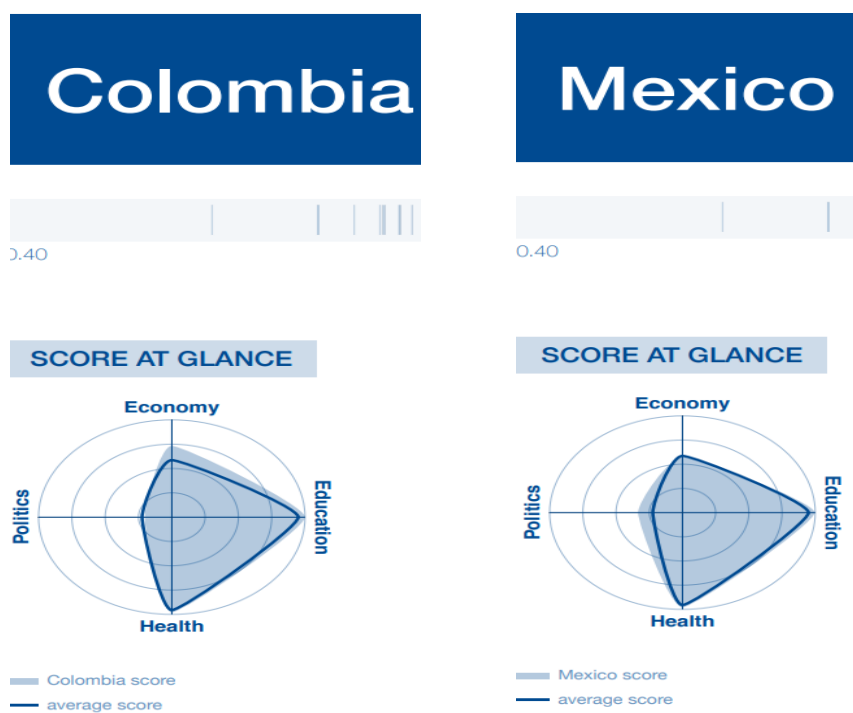 Colombia
0.40
SCORE AT GLANCE
Economy
Politics
Education
Health
Colombia score
average score
Mexico
0.40
SCORE AT GLANCE
Economy
Politics
Education
Health
Mexico score
average score